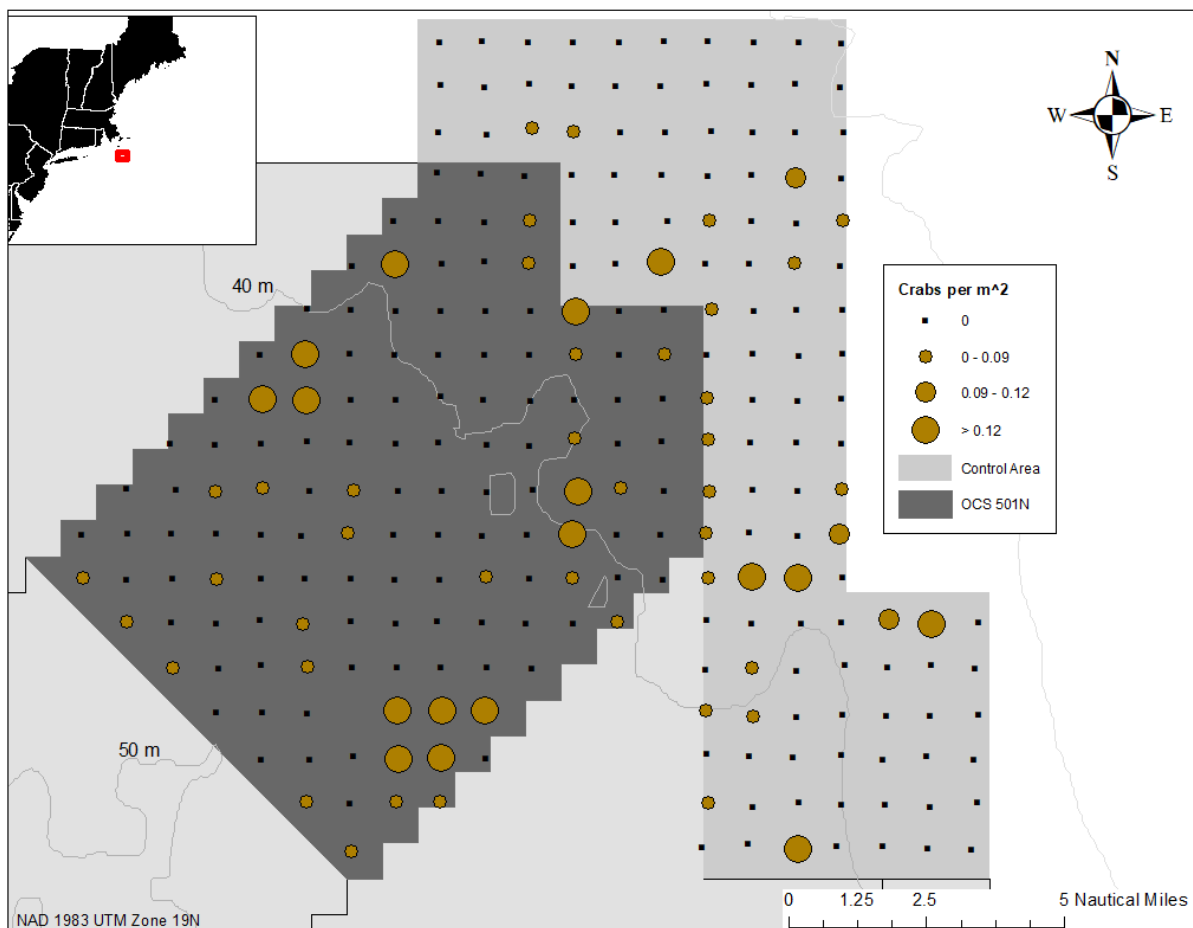 N
W E
S
40 m
Crabs per m^2
0
0 - 0.09
0.09 - 0.12
> 0.12
Control Area
OCS 501N
50 m
NAD 1983 UTM Zone 19N
0 1.25 2.5 5 Nautical Miles